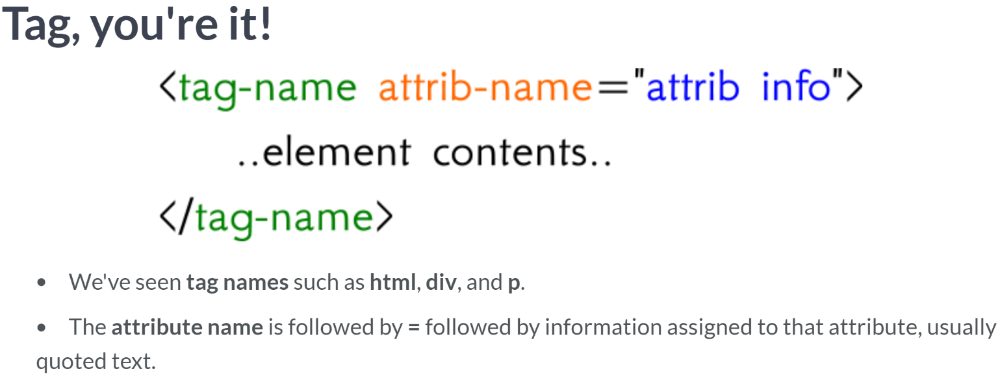 Tag, you're it!
<tag-name attrib-name="attrib info">
..element contents..
</tag-name>
• We've seen tag names such as html, div, and p.
• The attribute name is followed by = followed by information assigned to that attribute, usually
quoted text.